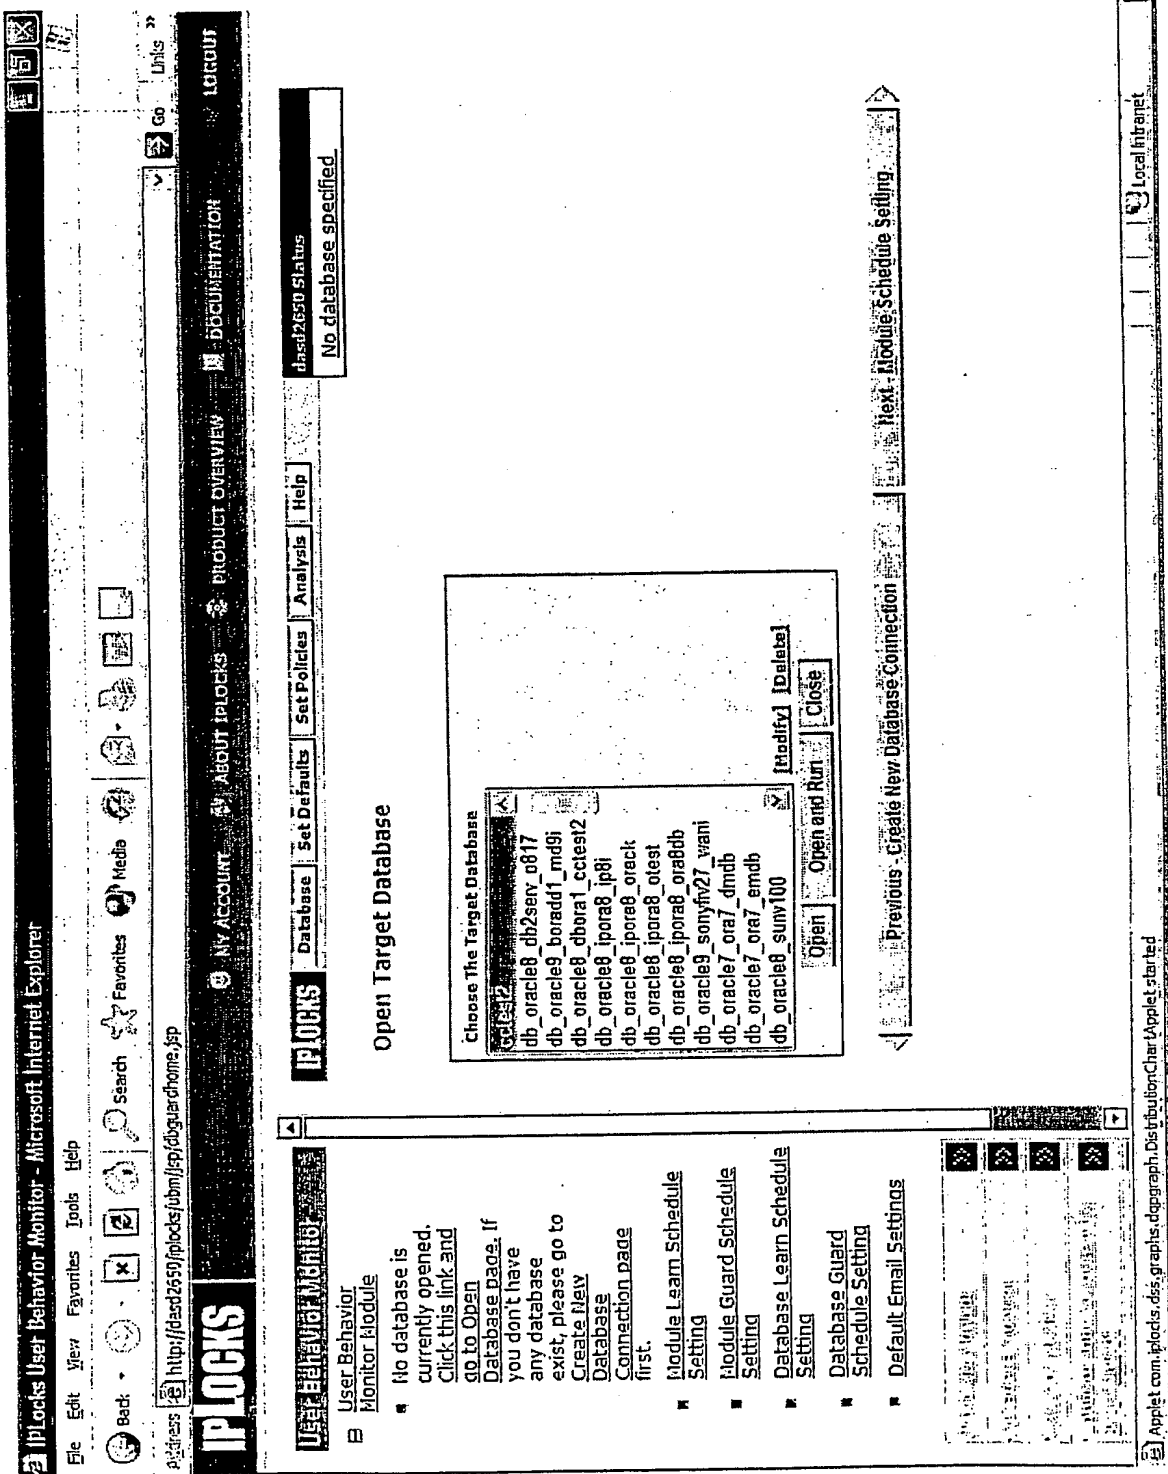 IPLocks User Behavior Monitor - Microsoft Internet Explorer
File Edit View Favorites Tools Help
Back Search Favorites Media
Address http://dasd2650/iplocks/ubm/jsp/dbguardhome.jsp Go Links »
IPLOCKS MY ACCOUNT ABOUT IPLOCKS PRODUCT OVERVIEW DOCUMENTATION LOGOUT
User Behavior Monitor
User Behavior
Monitor Module
No database is
currently opened.
Click this link and
go to Open
Database page. If
you don't have
any database
exist, please go to
Create New
Database
Connection page
first.
Module Learn Schedule
Setting
Module Guard Schedule
Setting
Database Learn Schedule
Setting
Database Guard
Schedule Setting
Default Email Settings
IPLOCKS Database Set Defaults Set Policies Analysis Help
dasd2650 Status
No database specified
Open Target Database
Choose The Target Database
cctest2
db_oracle8_db2serv_o817
db_oracle9_boradd1_md9i
db_oracle8_dbora1_cctest2
db_oracle8_ipora8_ip8i
db_oracle8_ipora8_orack
db_oracle8_ipora8_otest
db_oracle8_ipora8_ora8db
db_oracle9_sonyfiv27_wani
db_oracle7_ora7_dmdb
db_oracle7_ora7_emdb
db_oracle8_sunv100
[Modify] [Delete]
Open Open and Run Close
Previous - Create New Database Connection
Next - Module Schedule Setting
Applet com.iplocks.dss.graphs.dqpgraph.DistributionChartApplet started
Local Intranet